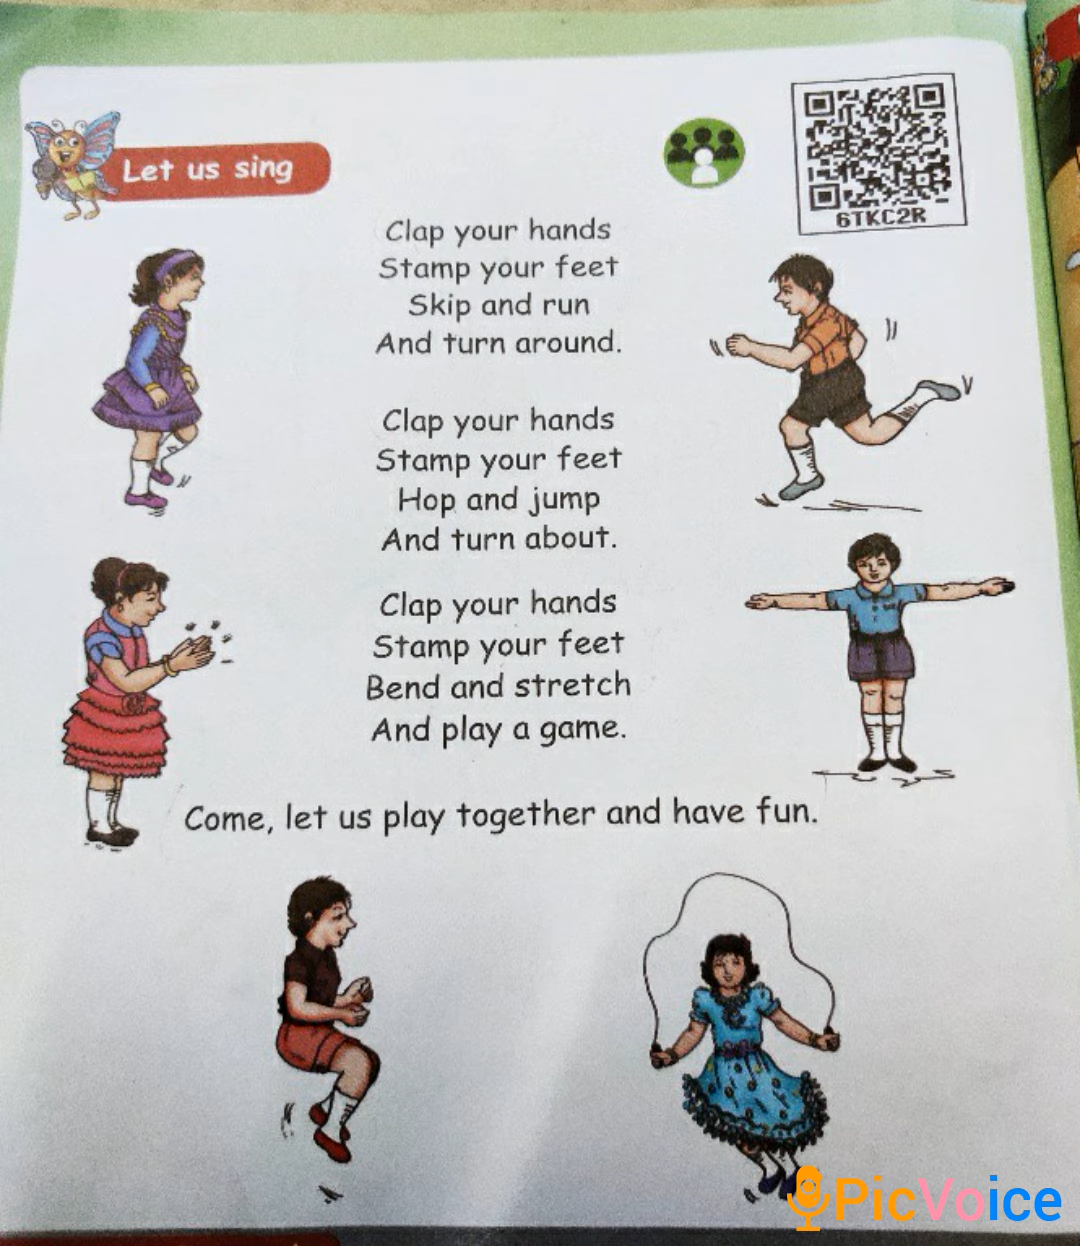 Let us sing
6TKC2R
Clap your hands
Stamp your feet
Skip and run
And turn around.
Clap your hands
Stamp your feet
Hop and jump
And turn about.
Clap your hands
Stamp your feet
Bend and stretch
And play a game.
Come, let us play together and have fun.
PicVoice